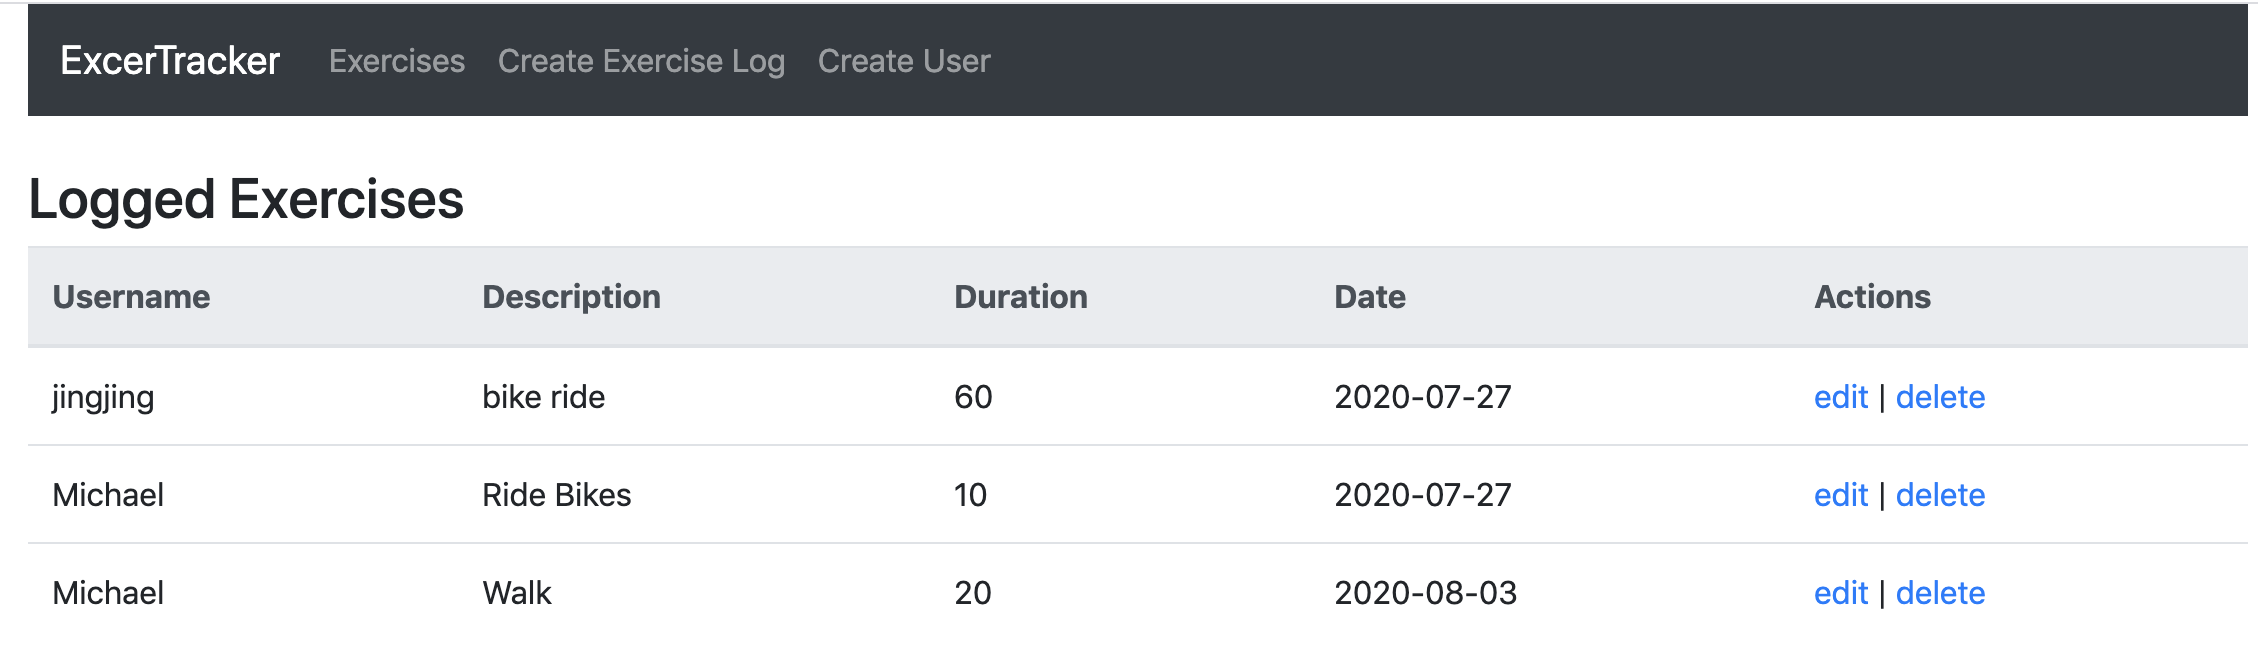 ExcerTracker Exercises Create Exercise Log Create User
Logged Exercises
Username Description Duration Date Actions
jingjing bike ride 60 2020-07-27 edit | delete
Michael Ride Bikes 10 2020-07-27 edit | delete
Michael Walk 20 2020-08-03 edit | delete